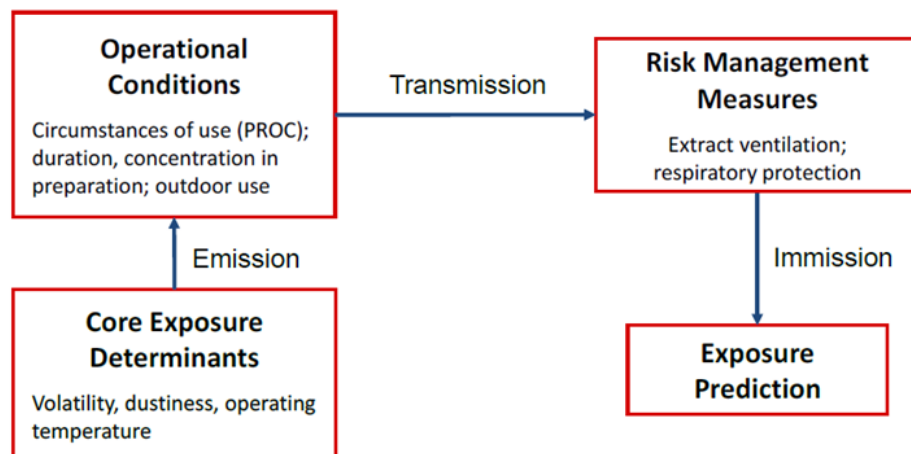 Operational
Conditions
Circumstances of use (PROC);
duration, concentration in
preparation; outdoor use
Transmission
Risk Management
Measures
Extract ventilation;
respiratory protection
Emission
Immission
Core Exposure
Determinants
Volatility, dustiness, operating
temperature
Exposure
Prediction